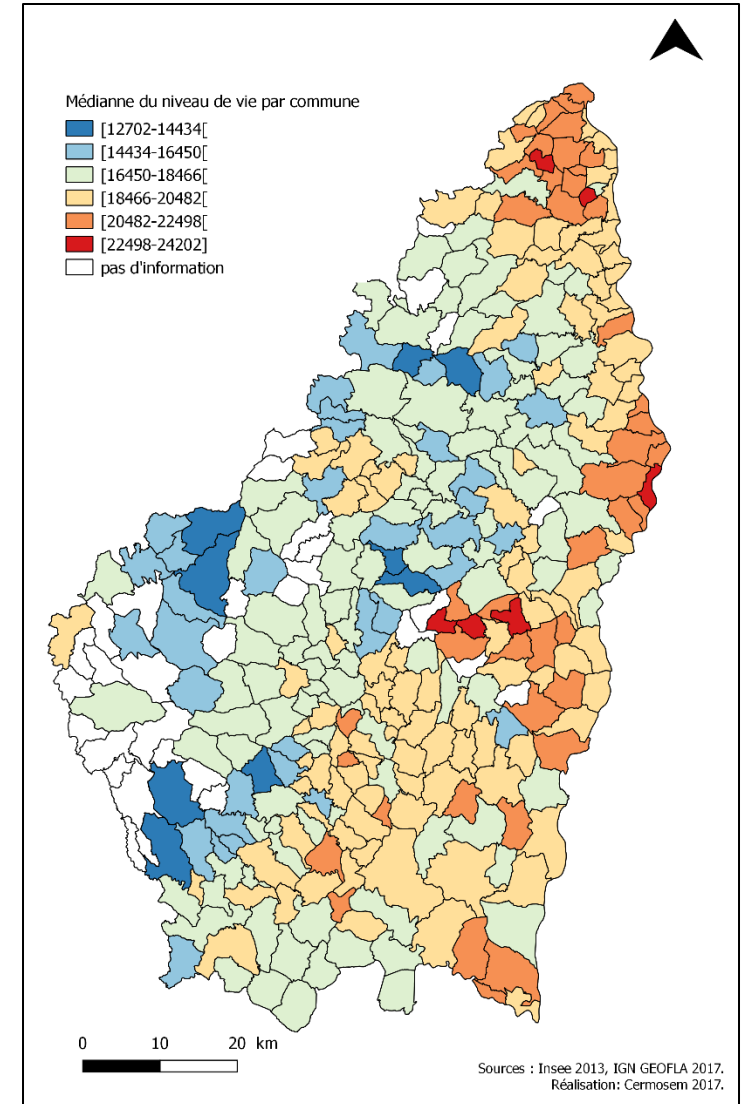 Médianne du niveau de vie par commune
[12702-14434[
[14434-16450[
[16450-18466[
[18466-20482[
[20482-22498[
[22498-24202]
pas d'information
0 10 20 km
Sources : Insee 2013, IGN GEOFLA 2017.
Réalisation: Cermosem 2017.